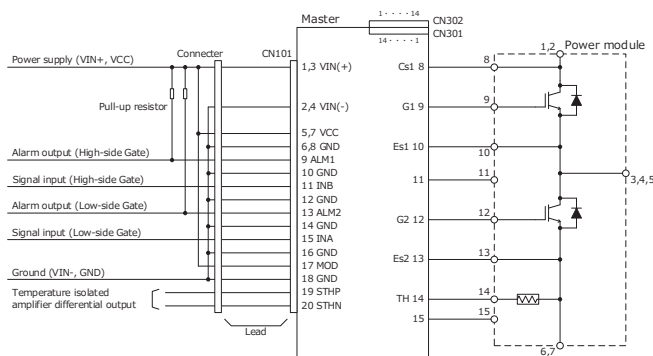 Master
1 · · · · 14
CN302
CN301
14 · · · · 1
Connecter
CN101
Power supply (VIN+, VCC)
Pull-up resistor
Alarm output (High-side Gate)
Signal input (High-side Gate)
Alarm output (Low-side Gate)
Signal input (Low-side Gate)
Ground (VIN-, GND)
Temperature isolated
amplifier differential output
Lead
1,3 VIN(+)
2,4 VIN(-)
5,7 VCC
6,8 GND
9 ALM1
10 GND
11 INB
12 GND
13 ALM2
14 GND
15 INA
16 GND
17 MOD
18 GND
19 STHP
20 STHN
Cs1 8
G1 9
Es1 10
11
G2 12
Es2 13
TH 14
15
8
9
10
11
12
13
14
15
1,2
Power module
3,4,5
6,7